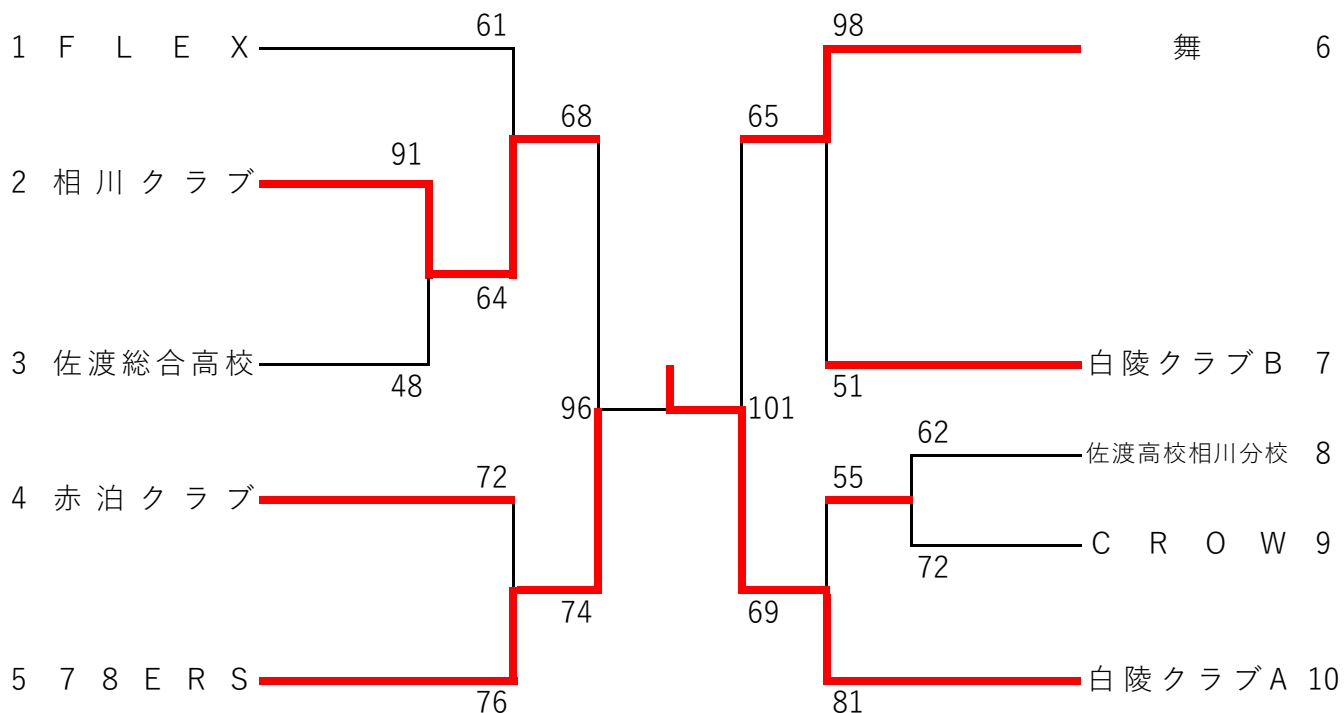 61 98
1 F L E X 舞 6
68 65
91
2 相川クラブ
64
3 佐渡総合高校 白陵クラブB 7
48 51
96 101
62
佐渡高校相川分校 8
72 55
4 赤泊クラブ
C R O W 9
72
74 69
5 7 8 E R S 白陵クラブA 10
76 81